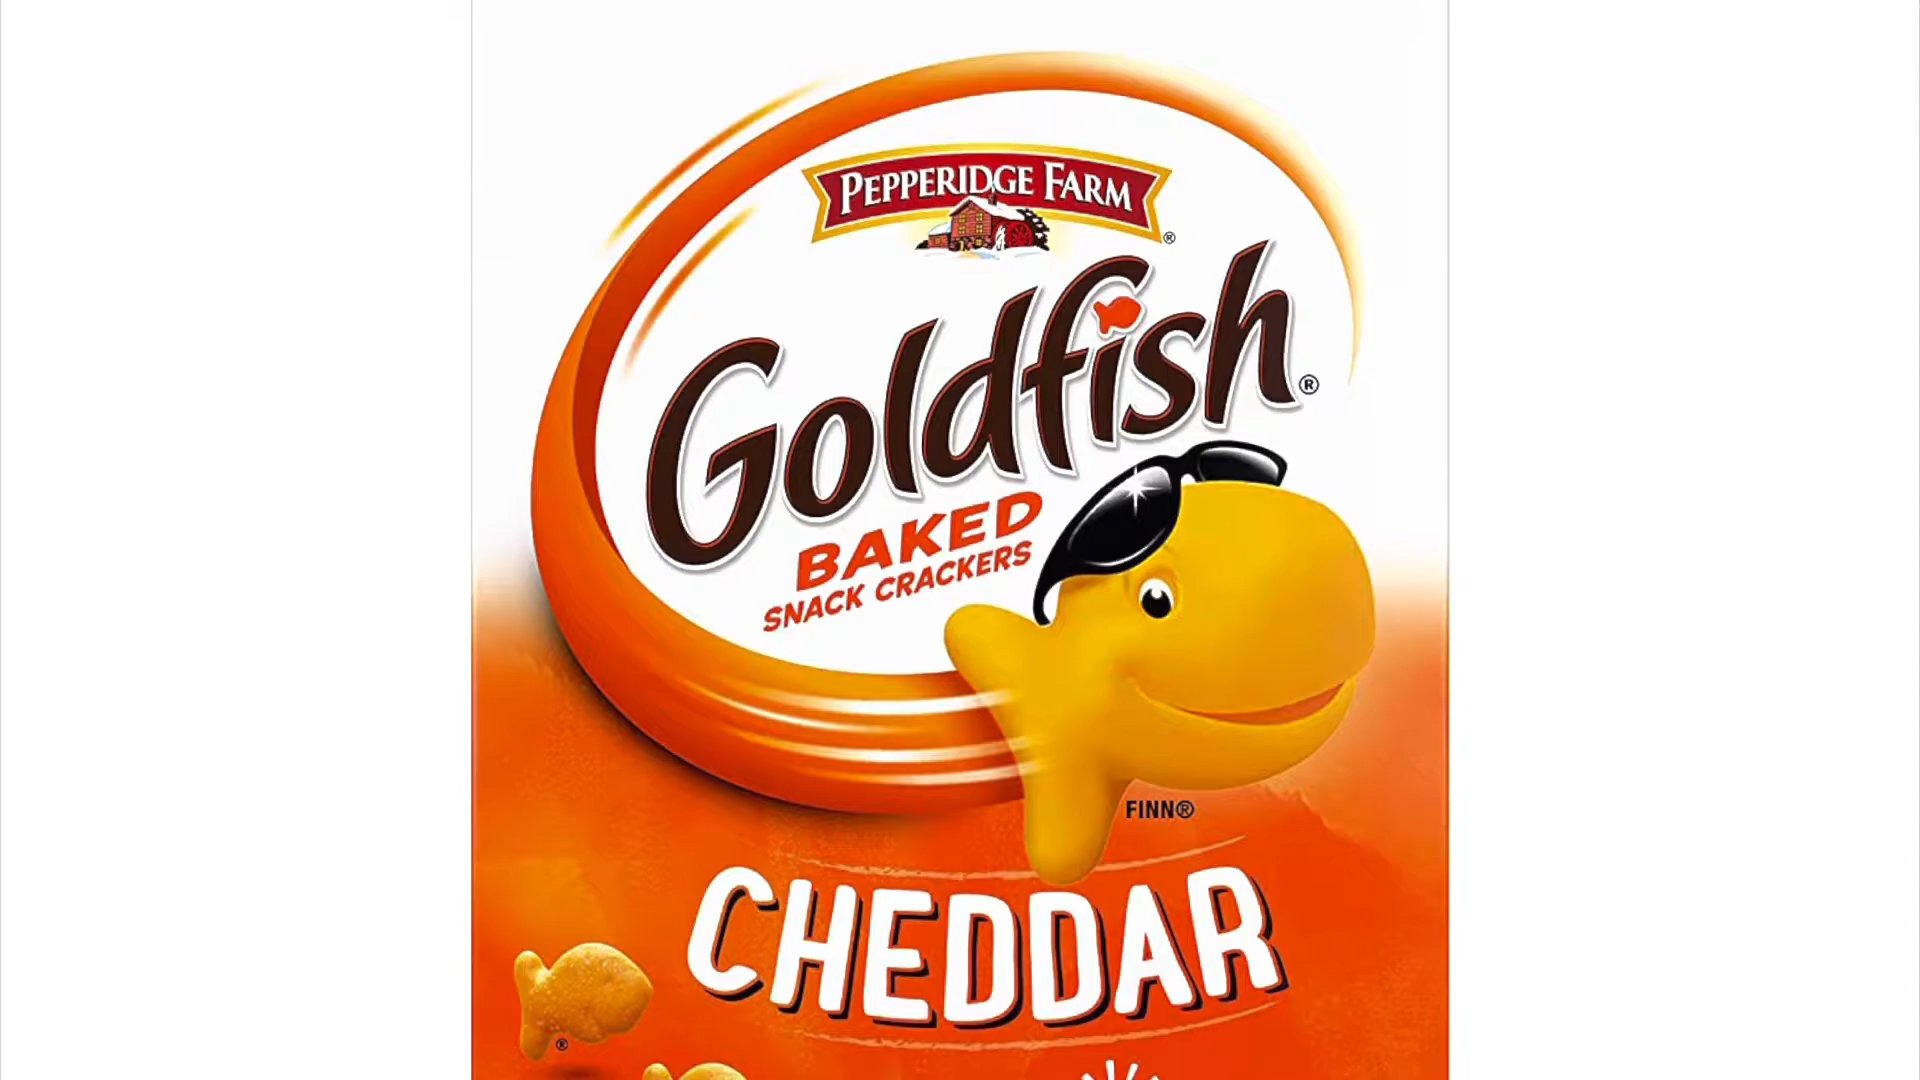 PEPPERIDGE FARM
®
Goldfish®
BAKED
SNACK CRACKERS
FINN®
CHEDDAR
®